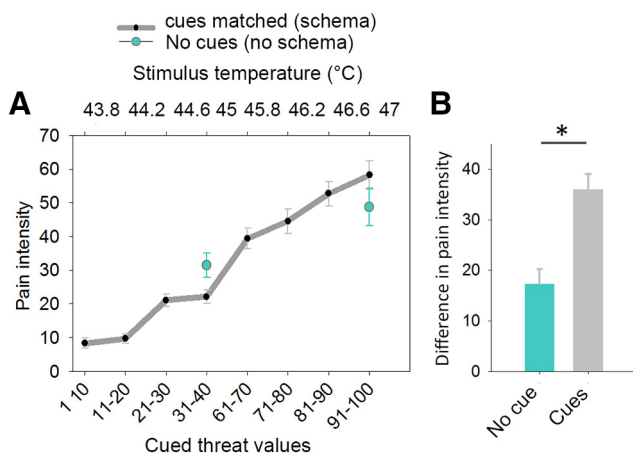 cues matched (schema)
No cues (no schema)
Stimulus temperature (°C)
A
43.8 44.2 44.6 45 45.8 46.2 46.6 47
70
60
50
40
30
20
10
0
Pain intensity
1 10
11-20
21-30
31-40
61-70
71-80
81-90
91-100
Cued threat values
B
*
40
30
20
10
0
Difference in pain intensity
No cue
Cues